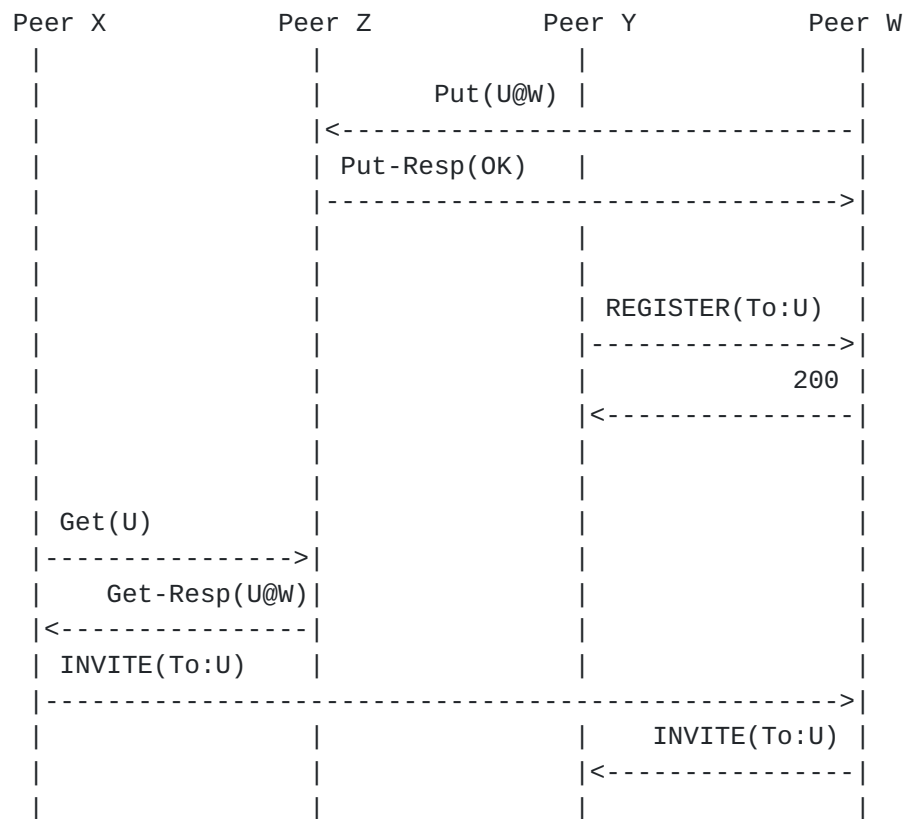 Peer X           Peer Z           Peer Y           Peer W
Put(U@W)
Put-Resp(OK)
REGISTER(To:U)
200
Get(U)
Get-Resp(U@W)
INVITE(To:U)
INVITE(To:U)